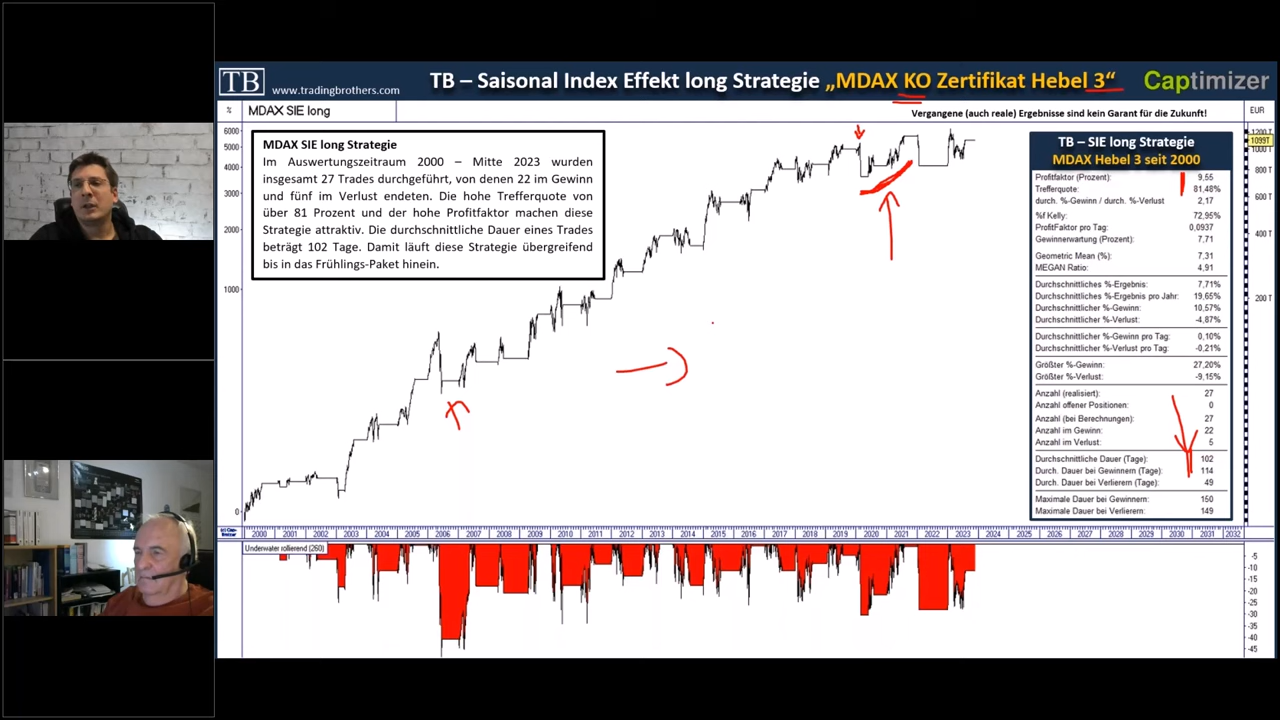 TB
www.tradingbrothers.com
TB – Saisonal Index Effekt long Strategie „MDAX KO Zertifikat Hebel 3“
Captimizer
%
MDAX SIE long
Vergangene (auch reale) Ergebnisse sind kein Garant für die Zukunft!
EUR
MDAX SIE long Strategie
Im Auswertungszeitraum 2000 – Mitte 2023 wurden
insgesamt 27 Trades durchgeführt, von denen 22 im Gewinn
und fünf im Verlust endeten. Die hohe Trefferquote von
über 81 Prozent und der hohe Profitfaktor machen diese
Strategie attraktiv. Die durchschnittliche Dauer eines Trades
beträgt 102 Tage. Damit läuft diese Strategie übergreifend
bis in das Frühlings-Paket hinein.
6000
5000
4000
3000
2000
1000
0
TB – SIE long Strategie
MDAX Hebel 3 seit 2000
Profitfaktor (Prozent): 9,55
Trefferquote: 81,48%
durch. %-Gewinn / durch. %-Verlust 2,17
%f Kelly: 72,95%
ProfitFaktor pro Tag: 0,0937
Gewinnerwartung (Prozent): 7,71
Geometric Mean (%): 7,31
MEGAN Ratio: 4,91
Durchschnittliches %-Ergebnis: 7,71%
Durchschnittliches %-Ergebnis pro Jahr: 19,65%
Durchschnittlicher %-Gewinn: 10,57%
Durchschnittlicher %-Verlust: -4,87%
Durchschnittlicher %-Gewinn pro Tag: 0,10%
Durchschnittlicher %-Verlust pro Tag: -0,21%
Größter %-Gewinn: 27,20%
Größter %-Verlust: -9,15%
Anzahl (realisiert): 27
Anzahl offener Positionen: 0
Anzahl (bei Berechnungen): 27
Anzahl im Gewinn: 22
Anzahl im Verlust: 5
Durchschnittliche Dauer (Tage): 102
Durch. Dauer bei Gewinnern (Tage): 114
Durch. Dauer bei Verlierern (Tage): 49
Maximale Dauer bei Gewinnern: 150
Maximale Dauer bei Verlierern: 149
1200 T
1099T
1000 T
800 T
600 T
400 T
200 T
2000 2001 2002 2003 2004 2005 2006 2007 2008 2009 2010 2011 2012 2013 2014 2015 2016 2017 2018 2019 2020 2021 2022 2023 2024 2025 2026 2027 2028 2029 2030 2031 2032
Underwater rollierend (260)
-5
-10
-15
-20
-25
-30
-35
-40
-45